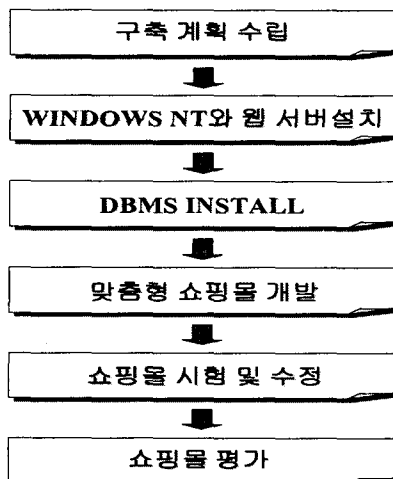 구축 계획 수립
WINDOWS NT와 웹 서버설치
DBMS INSTALL
맞춤형 쇼핑몰 개발
쇼핑몰 시험 및 수정
쇼핑몰 평가